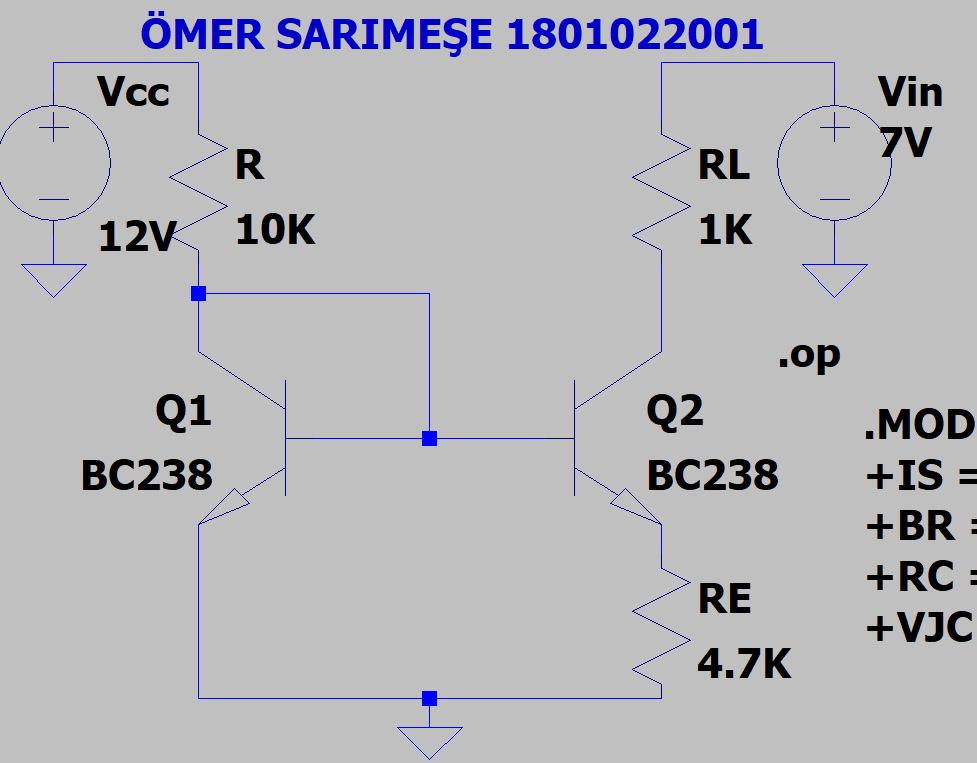 ÖMER SARIMEŞE 1801022001
Vcc
12V
R
10K
RL
1K
Vin
7V
.op
Q1
BC238
Q2
BC238
RE
4.7K
.MOD
+IS =
+BR =
+RC =
+VJC